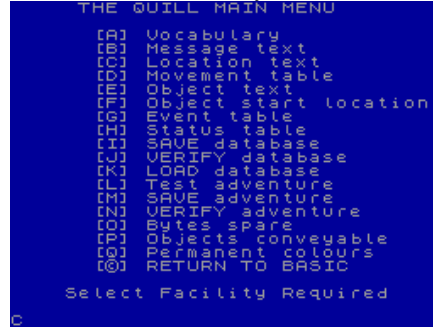 THE QUILL MAIN MENU
[A] Vocabulary
[B] Message text
[C] Location text
[D] Movement table
[E] Object text
[F] Object start location
[G] Event table
[H] Status table
[I] SAVE database
[J] VERIFY database
[K] LOAD database
[L] Test adventure
[M] SAVE adventure
[N] VERIFY adventure
[O] Bytes spare
[P] Objects conveyable
[Q] Permanent colours
[©] RETURN TO BASIC
Select Facility Required
C